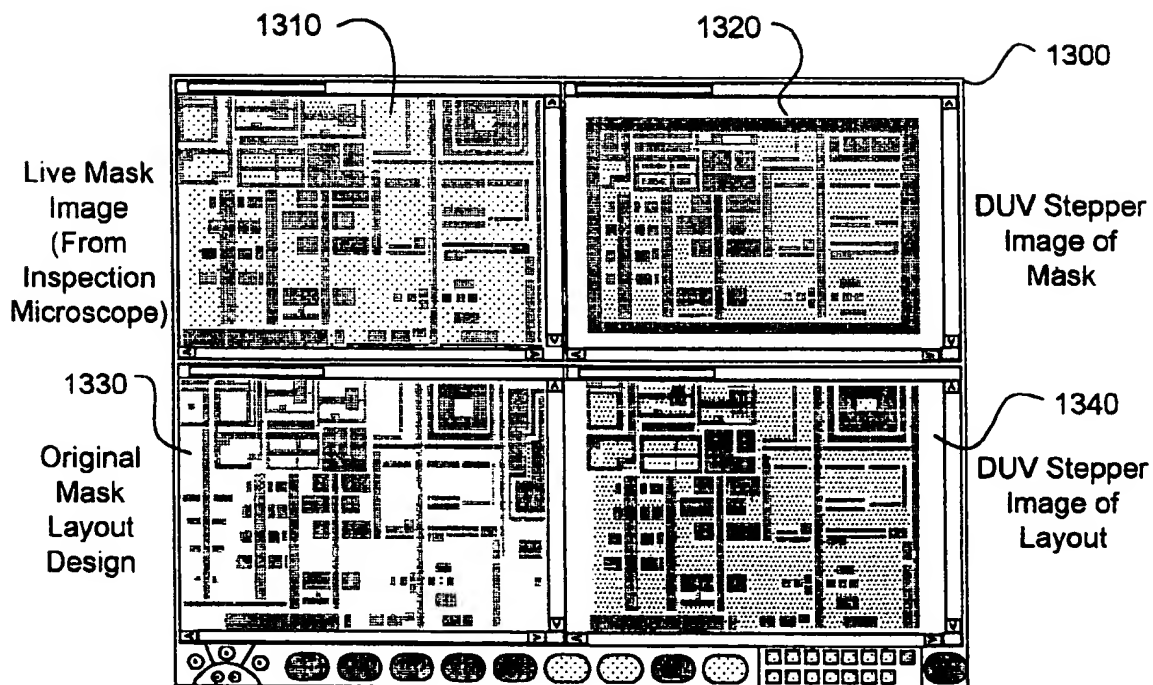 1310
1320
1300
Live Mask
Image
(From
Inspection
Microscope)
DUV Stepper
Image of
Mask
1330
1340
Original
Mask
Layout
Design
DUV Stepper
Image of
Layout